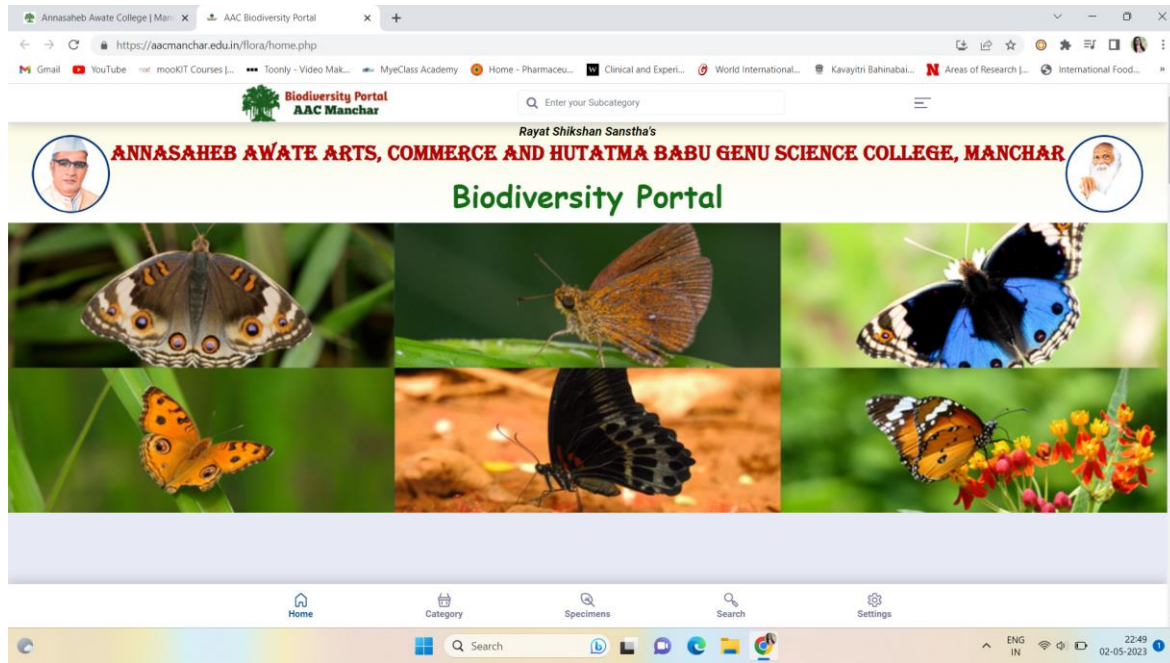 Annasaheb Awate College | Man
AAC Biodiversity Portal
https://aacmanchar.edu.in/flora/home.php
Gmail
YouTube
mooKIT Courses |...
Toonly - Video Mak...
MyeClass Academy
Home - Pharmaceu...
Clinical and Experi...
World International...
Kavayitri Bahinabai...
Areas of Research |...
International Food...
»
Biodiversity Portal
AAC Manchar
Enter your Subcategory
Rayat Shikshan Sanstha's
ANNASAHEB AWATE ARTS, COMMERCE AND HUTATMA BABU GENU SCIENCE COLLEGE, MANCHAR
Biodiversity Portal
Home
Category
Specimens
Search
Settings
Search
ENG
IN
22:49
02-05-2023
1